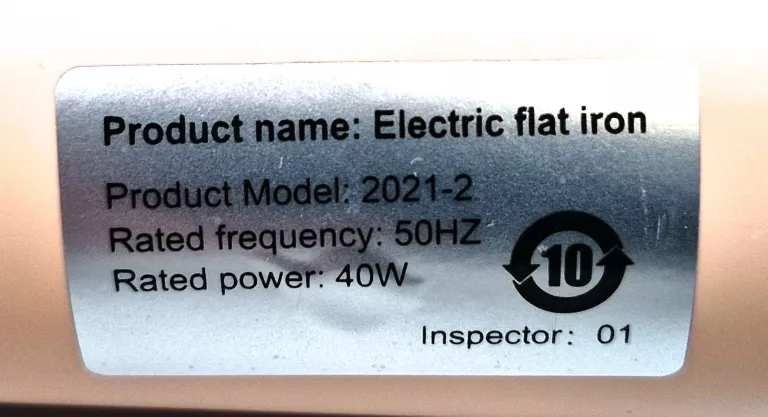 Product name: Electric flat iron
Product Model: 2021-2
Rated frequency: 50HZ
Rated power: 40W
10
Inspector: 01